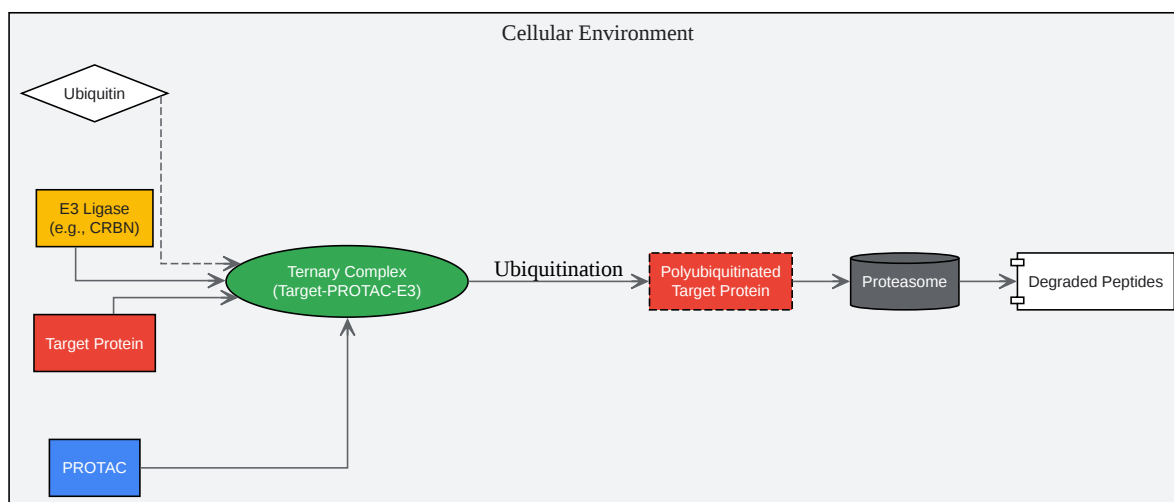 Cellular Environment
Ubiquitin
E3 Ligase
(e.g., CRBN)
Target Protein
PROTAC
Ternary Complex
(Target-PROTAC-E3)
Ubiquitination
Polyubiquitinated
Target Protein
Proteasome
Degraded Peptides